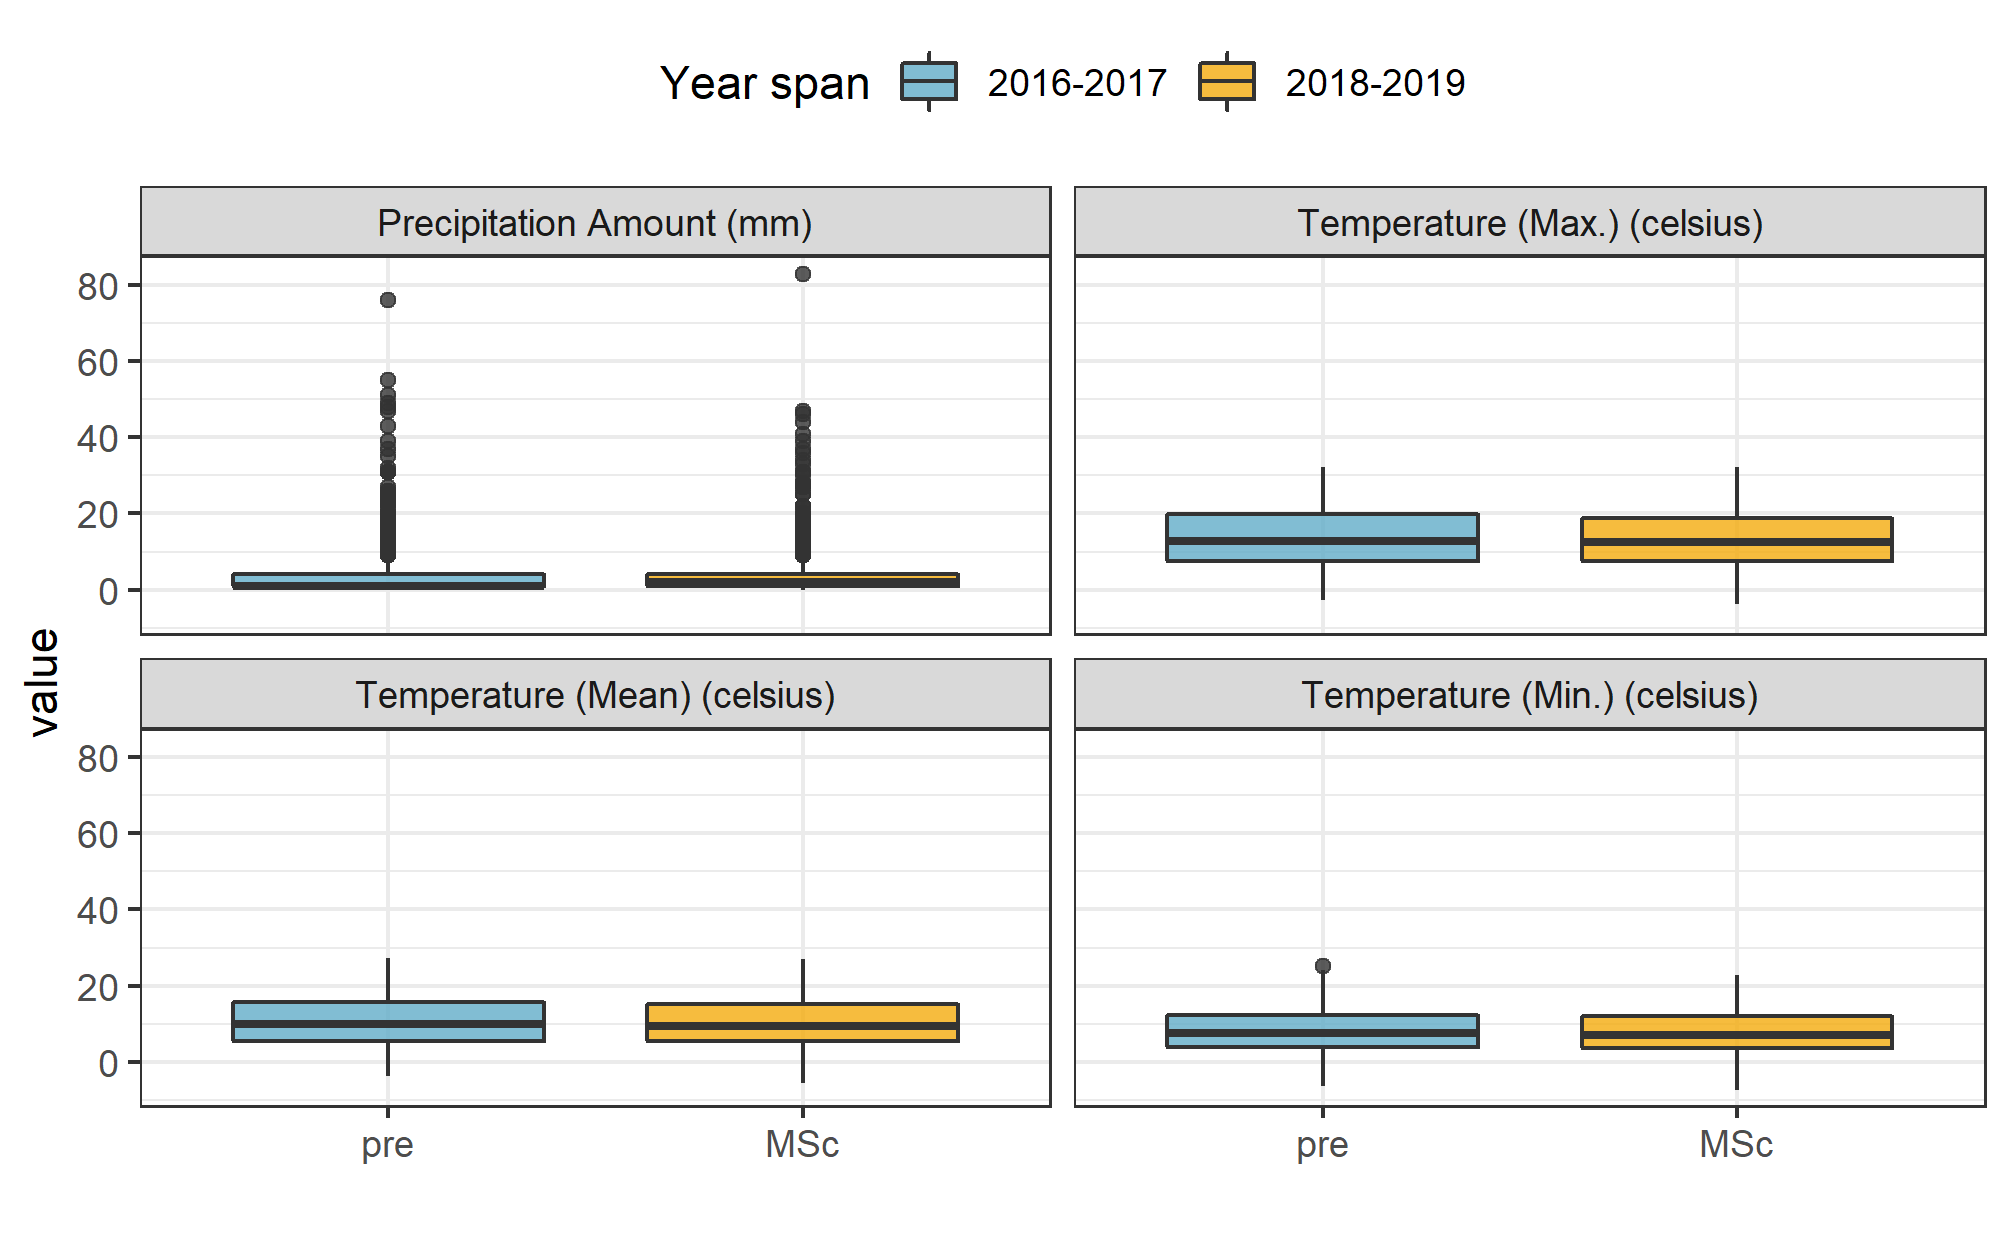 Year span 2016-2017 2018-2019
Precipitation Amount (mm) Temperature (Max.) (celsius)
80
60
40
20
0
value
Temperature (Mean) (celsius) Temperature (Min.) (celsius)
80
60
40
20
0
pre MSc pre MSc